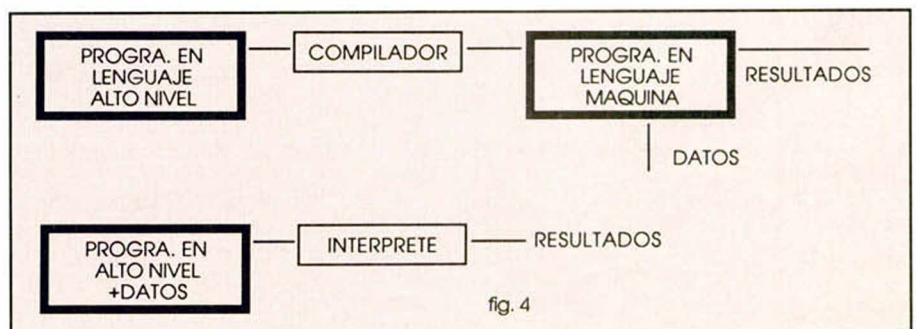 PROGRA. EN
LENGUAJE
ALTO NIVEL
COMPILADOR
PROGRA. EN
LENGUAJE
MAQUINA
RESULTADOS
DATOS
PROGRA. EN
ALTO NIVEL
+DATOS
INTERPRETE
RESULTADOS
fig. 4